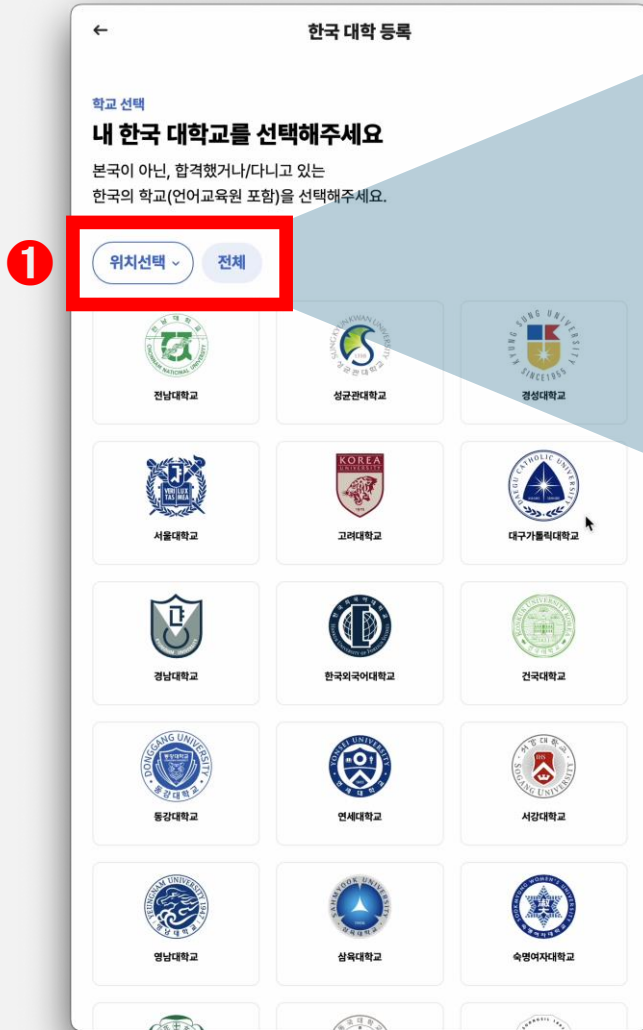 한국 대학 등록
학교 선택
내 한국 대학교를 선택해주세요
본국이 아닌, 합격했거나/다니고 있는
한국의 학교(언어교육원 포함)을 선택해주세요.
1
위치선택 전체
전남대학교 성균관대학교 경성대학교
KOREA
UNIVERSITY
서울대학교 고려대학교 대구가톨릭대학교
경남대학교 한국외국어대학교 건국대학교
동강대학교 연세대학교 서강대학교
영남대학교 삼육대학교 숙명여자대학교